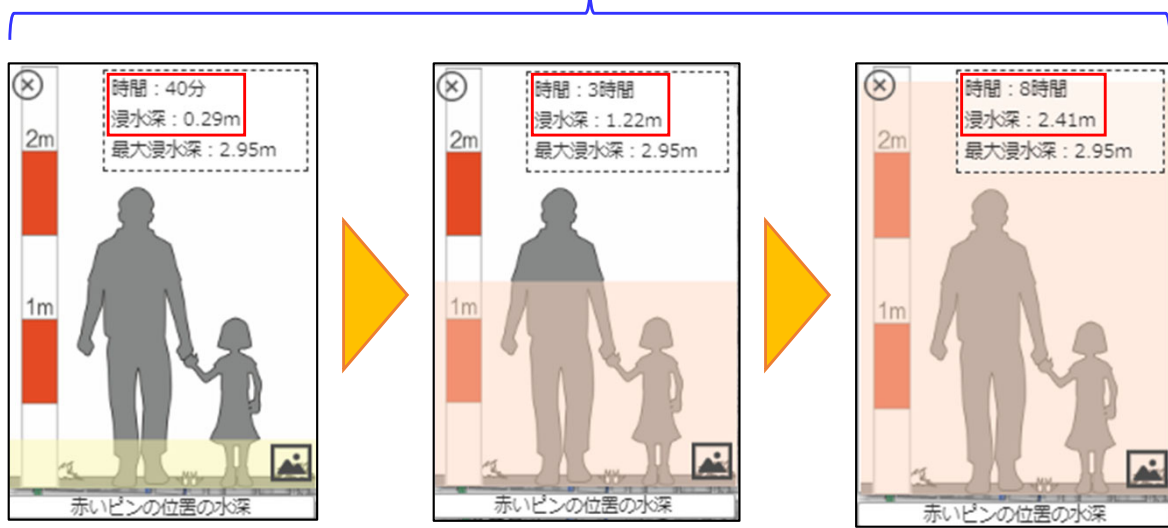 時間：40分
浸水深：0.29m
最大浸水深：2.95m
2m
1m
赤いピンの位置の水深
時間：3時間
浸水深：1.22m
最大浸水深：2.95m
2m
1m
赤いピンの位置の水深
時間：8時間
浸水深：2.41m
最大浸水深：2.95m
2m
1m
赤いピンの位置の水深